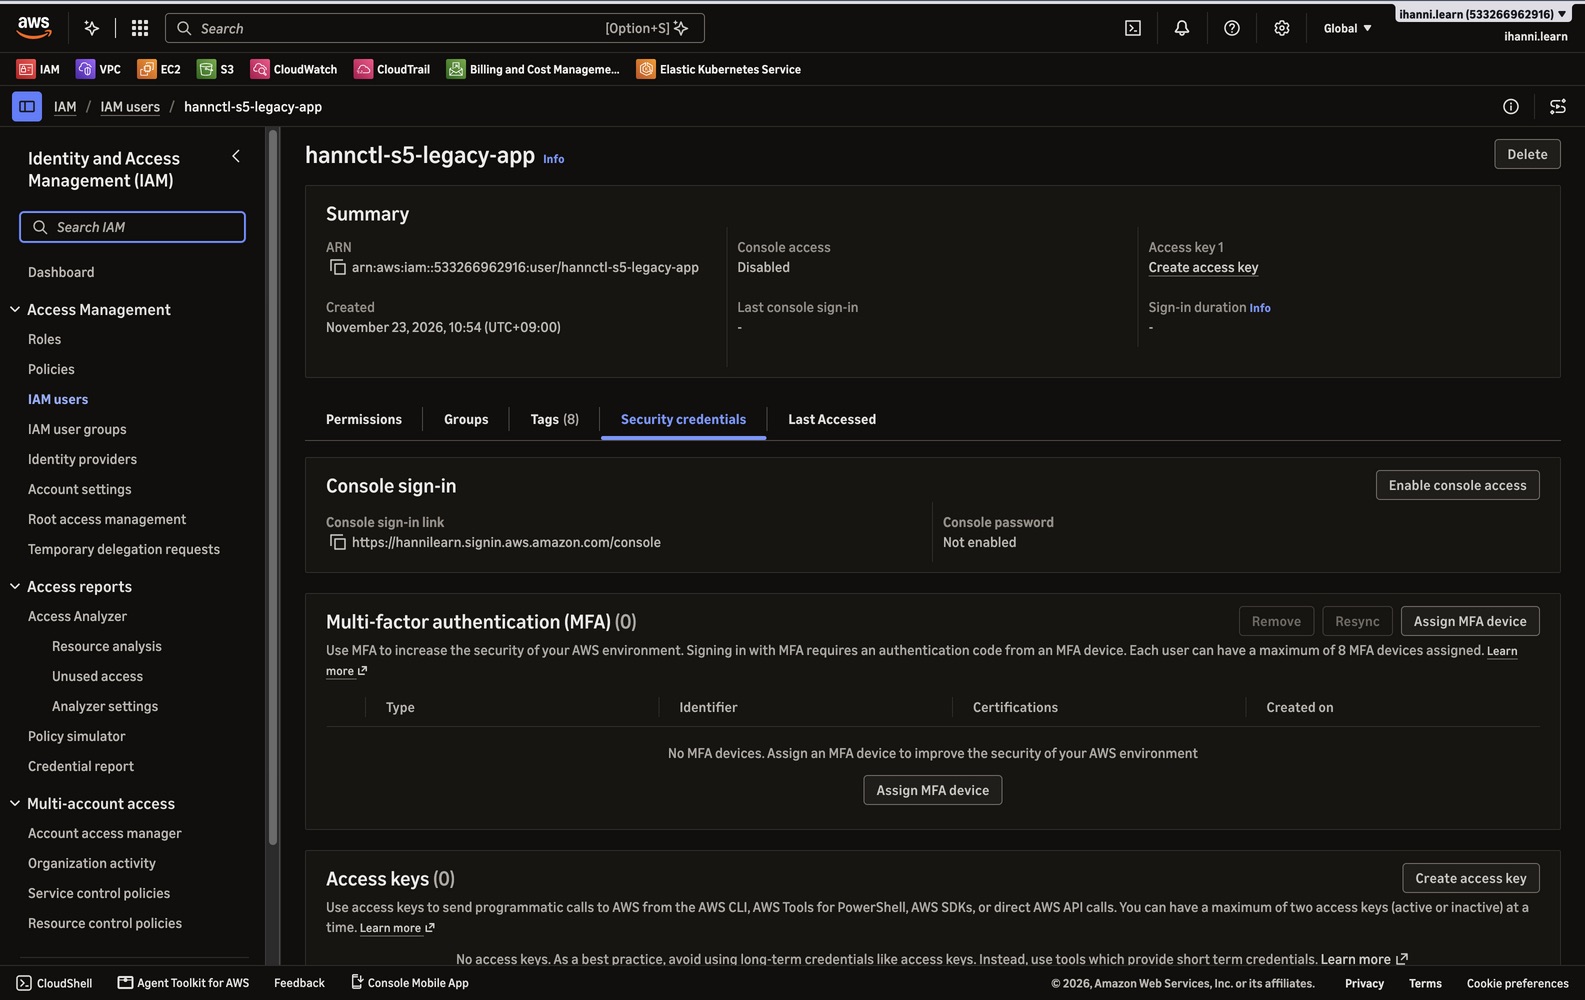 aws
Search
[Option+S]
Global
ihanni.learn (533266962916)
ihanni.learn
IAM
VPC
EC2
S3
CloudWatch
CloudTrail
Billing and Cost Manageme...
Elastic Kubernetes Service
IAM / IAM users / hannctl-s5-legacy-app
Identity and Access
Management (IAM)
Search IAM
Dashboard
Access Management
Roles
Policies
IAM users
IAM user groups
Identity providers
Account settings
Root access management
Temporary delegation requests
Access reports
Access Analyzer
Resource analysis
Unused access
Analyzer settings
Policy simulator
Credential report
Multi-account access
Account access manager
Organization activity
Service control policies
Resource control policies
hannctl-s5-legacy-app Info
Delete
Summary
ARN
arn:aws:iam::533266962916:user/hannctl-s5-legacy-app
Created
November 23, 2026, 10:54 (UTC+09:00)
Console access
Disabled
Last console sign-in
-
Access key 1
Create access key
Sign-in duration Info
-
Permissions
Groups
Tags (8)
Security credentials
Last Accessed
Console sign-in
Enable console access
Console sign-in link
https://hannilearn.signin.aws.amazon.com/console
Console password
Not enabled
Multi-factor authentication (MFA) (0)
Remove
Resync
Assign MFA device
Use MFA to increase the security of your AWS environment. Signing in with MFA requires an authentication code from an MFA device. Each user can have a maximum of 8 MFA devices assigned. Learn
more
Type
Identifier
Certifications
Created on
No MFA devices. Assign an MFA device to improve the security of your AWS environment
Assign MFA device
Access keys (0)
Create access key
Use access keys to send programmatic calls to AWS from the AWS CLI, AWS Tools for PowerShell, AWS SDKs, or direct AWS API calls. You can have a maximum of two access keys (active or inactive) at a
time. Learn more
No access keys. As a best practice, avoid using long-term credentials like access keys. Instead, use tools which provide short term credentials. Learn more
CloudShell
Agent Toolkit for AWS
Feedback
Console Mobile App
© 2026, Amazon Web Services, Inc. or its affiliates.
Privacy
Terms
Cookie preferences